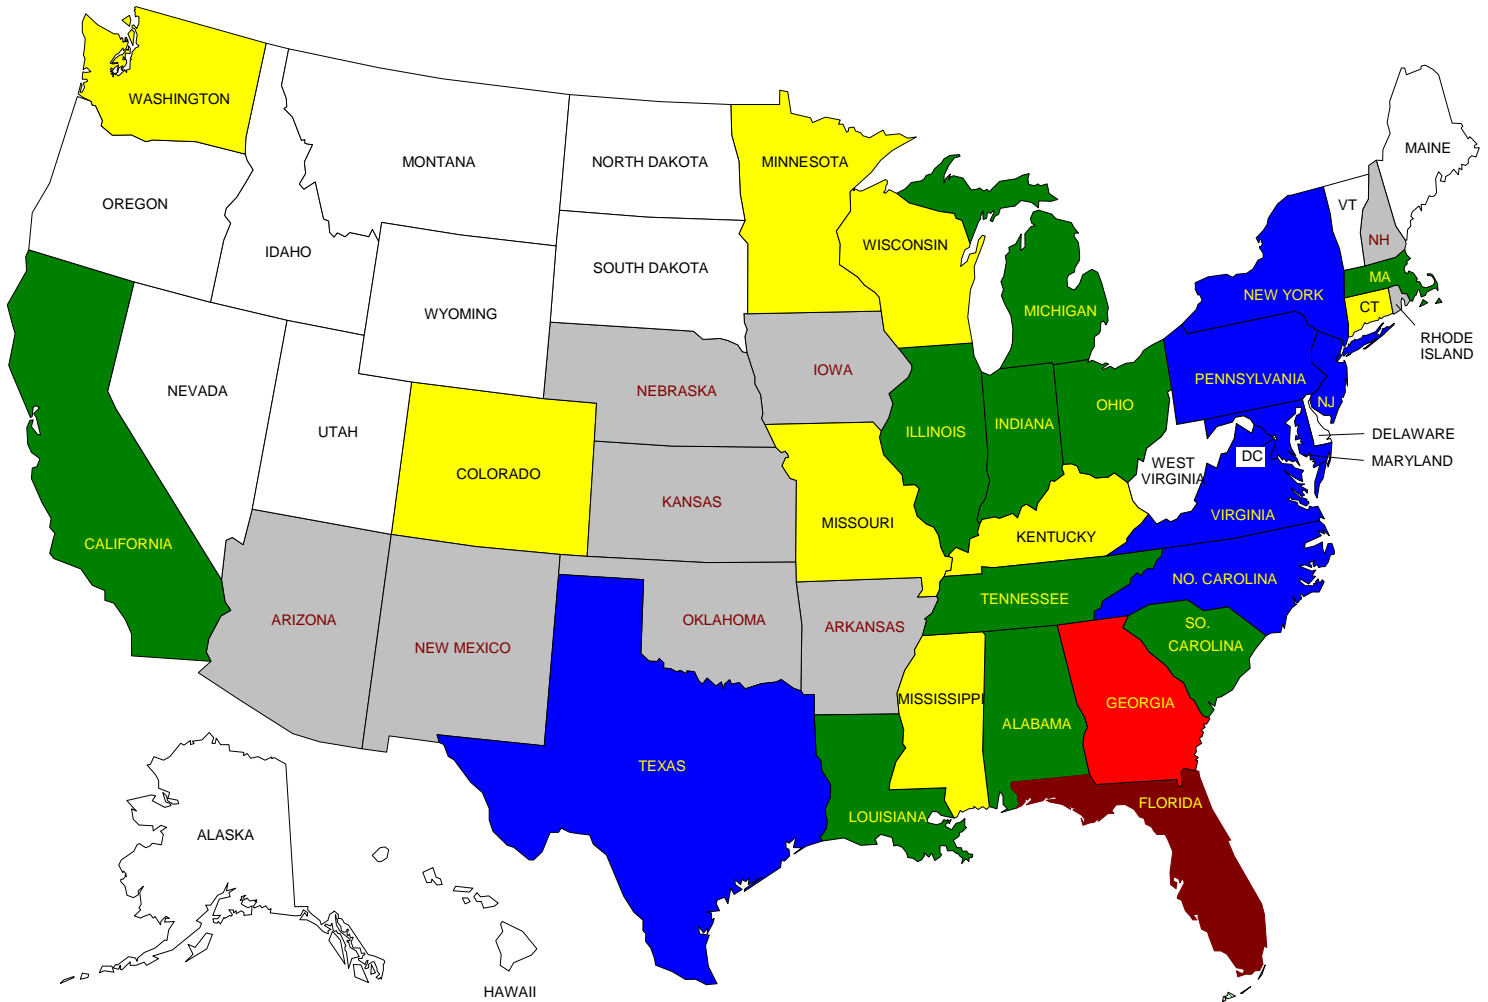 WASHINGTON
MAINE
MONTANA
NORTH DAKOTA
MINNESOTA
VT
OREGON
NH
IDAHO
WISCONSIN
SOUTH DAKOTA
MA
NEW YORK
WYOMING
MICHIGAN
CT
RHODE
ISLAND
IOWA
NEVADA
NEBRASKA
PENNSYLVANIA
NJ
OHIO
UTAH
ILLINOIS
INDIANA
DELAWARE
COLORADO
DC
MARYLAND
WEST
VIRGINIA
KANSAS
MISSOURI
VIRGINIA
KENTUCKY
CALIFORNIA
NO. CAROLINA
TENNESSEE
ARIZONA
OKLAHOMA
ARKANSAS
SO.
CAROLINA
NEW MEXICO
MISSISSIPPI
GEORGIA
ALABAMA
TEXAS
FLORIDA
LOUISIANA
ALASKA
HAWAII